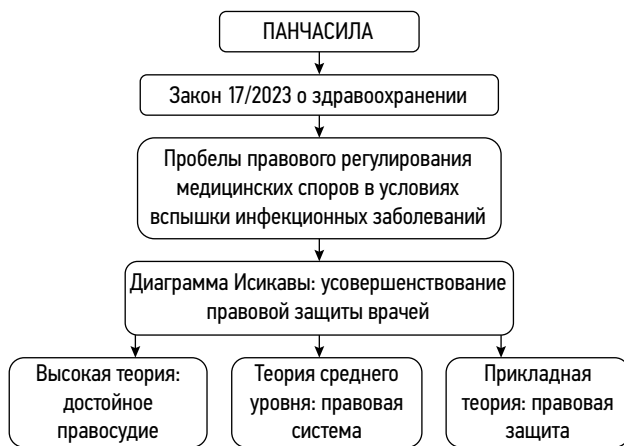 ПАНЧАСИЛА
Закон 17/2023 о здравоохранении
Пробелы правового регулирования
медицинских споров в условиях
вспышки инфекционных заболеваний
Диаграмма Исикавы: усовершенствование
правовой защиты врачей
Высокая теория:
достойное
правосудие
Теория среднего
уровня: правовая
система
Прикладная
теория: правовая
защита